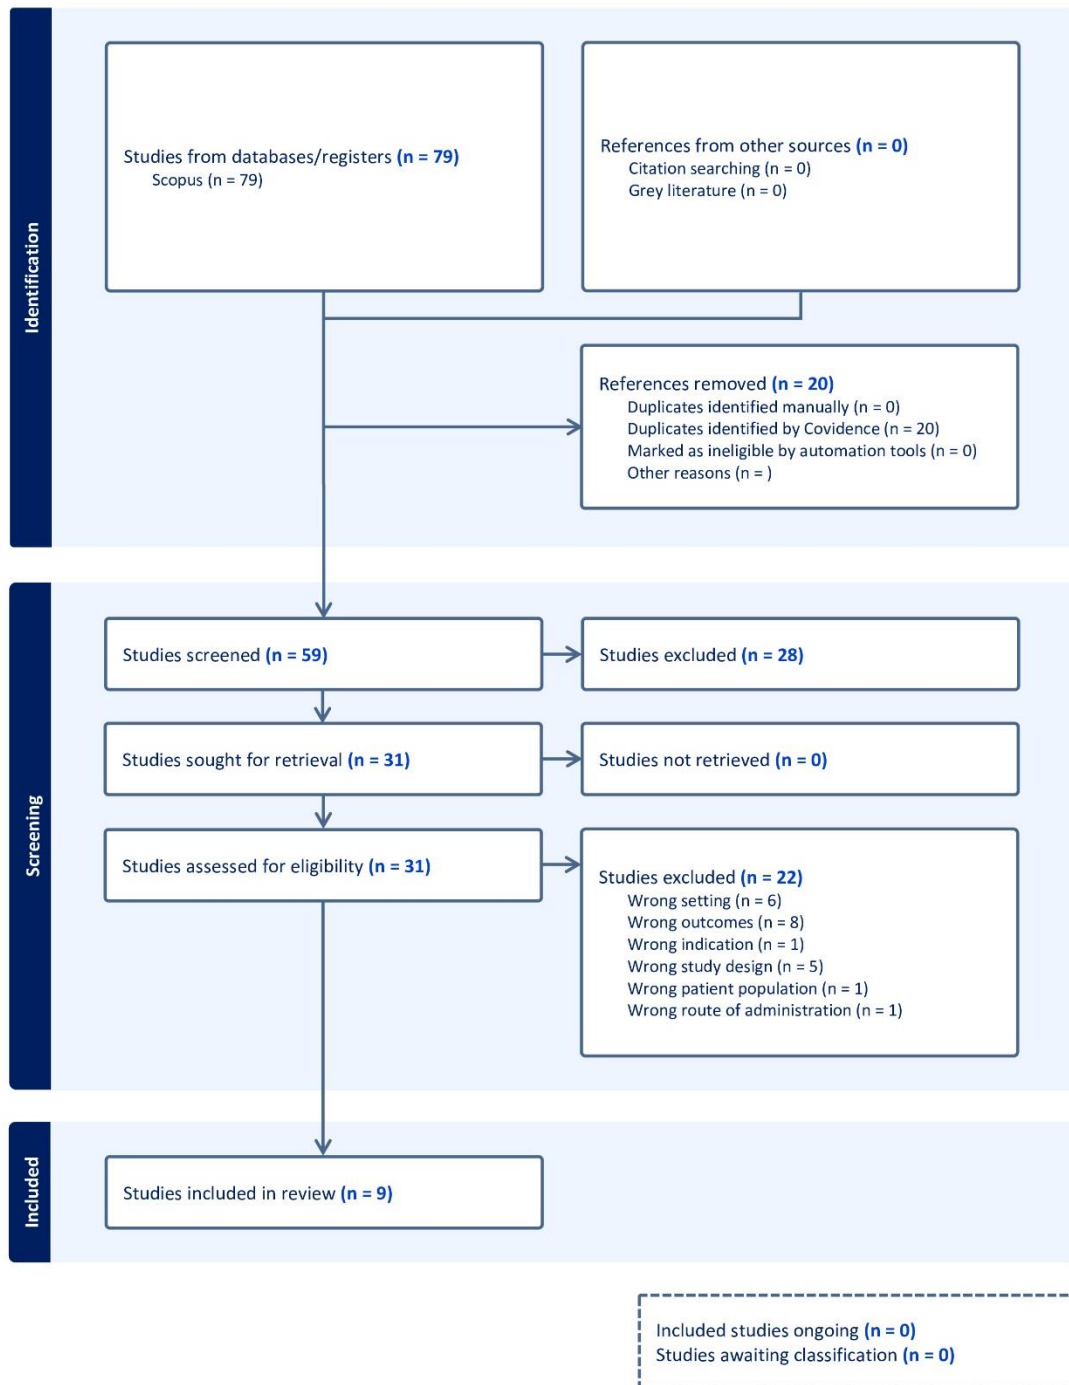 Identification
Studies from databases/registers (n = 79)
Scopus (n = 79)
References from other sources (n = 0)
Citation searching (n = 0)
Grey literature (n = 0)
References removed (n = 20)
Duplicates identified manually (n = 0)
Duplicates identified by Covidence (n = 20)
Marked as ineligible by automation tools (n = 0)
Other reasons (n = )
Screening
Studies screened (n = 59)
Studies excluded (n = 28)
Studies sought for retrieval (n = 31)
Studies not retrieved (n = 0)
Studies assessed for eligibility (n = 31)
Studies excluded (n = 22)
Wrong setting (n = 6)
Wrong outcomes (n = 8)
Wrong indication (n = 1)
Wrong study design (n = 5)
Wrong patient population (n = 1)
Wrong route of administration (n = 1)
Included
Studies included in review (n = 9)
Included studies ongoing (n = 0)
Studies awaiting classification (n = 0)